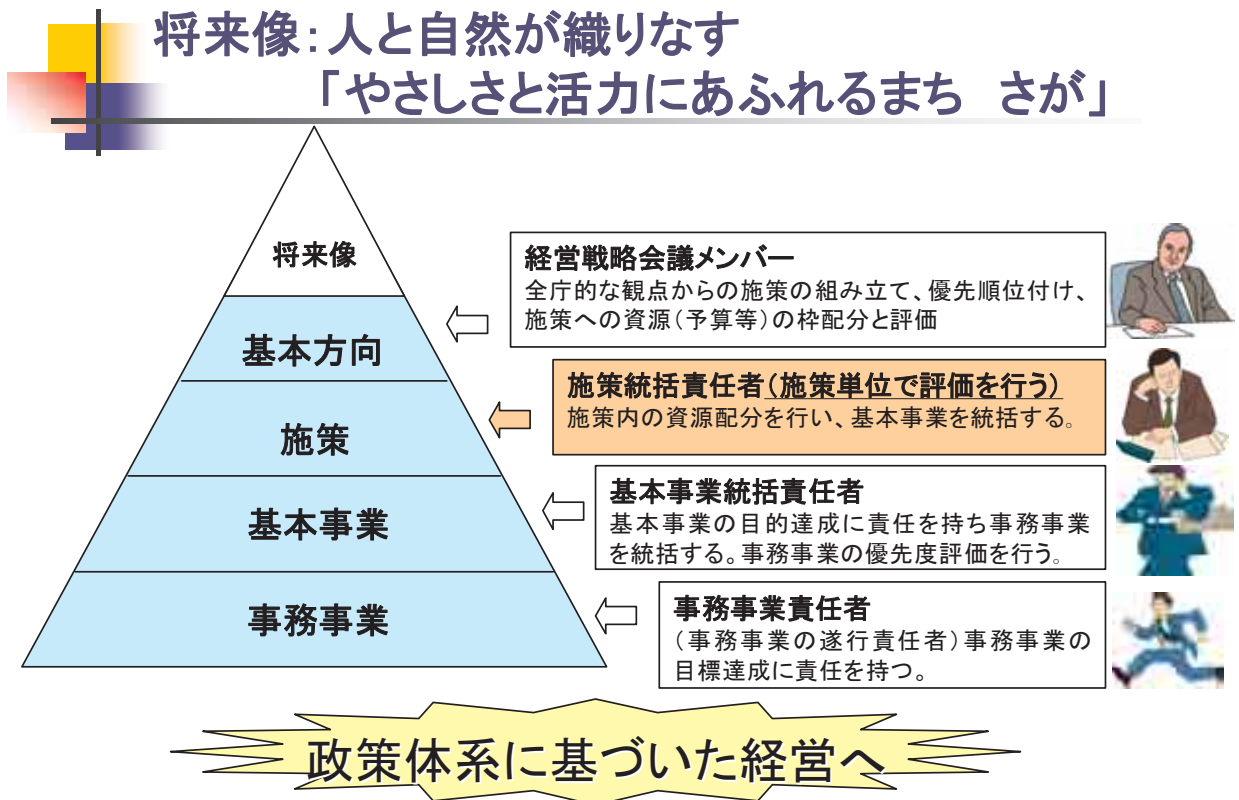 将来像：人と自然が織りなす
「やさしさと活力にあふれるまち　さが」
将来像
基本方向
施策
基本事業
事務事業
経営戦略会議メンバー
全庁的な観点からの施策の組み立て、優先順位付け、
施策への資源（予算等）の枠配分と評価
施策統括責任者（施策単位で評価を行う）
施策内の資源配分を行い、基本事業を統括する。
基本事業統括責任者
基本事業の目的達成に責任を持ち事務事業
を統括する。事務事業の優先度評価を行う。
事務事業責任者
（事務事業の遂行責任者）事務事業の
目標達成に責任を持つ。
政策体系に基づいた経営へ